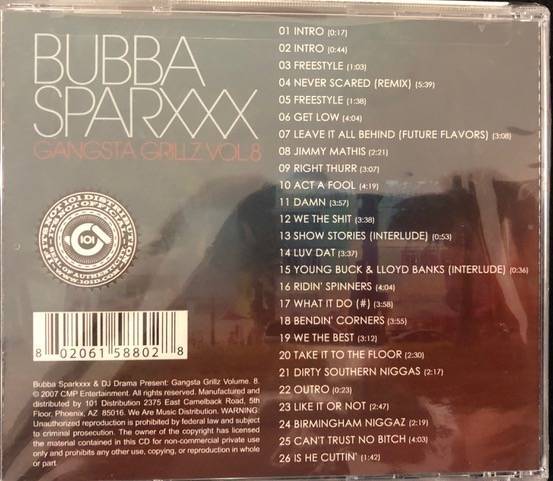 BUBBA
SPARXXX
GANGSTA GRILLZ VOL. 8
01 INTRO (0:17)
02 INTRO (0:44)
03 FREESTYLE (1:03)
04 NEVER SCARED (REMIX) (5:39)
05 FREESTYLE (1:38)
06 GET LOW (4:04)
07 LEAVE IT ALL BEHIND (FUTURE FLAVORS) (3:08)
08 JIMMY MATHIS (2:21)
09 RIGHT THURR (3:07)
10 ACT A FOOL (4:19)
11 DAMN (3:57)
12 WE THE SHIT (3:38)
13 SHOW STORIES (INTERLUDE) (0:53)
14 LUV DAT (3:37)
15 YOUNG BUCK & LLOYD BANKS (INTERLUDE) (0:36)
16 RIDIN' SPINNERS (4:04)
17 WHAT IT DO (#) (3:58)
18 BENDIN' CORNERS (3:55)
19 WE THE BEST (3:12)
20 TAKE IT TO THE FLOOR (2:30)
21 DIRTY SOUTHERN NIGGAS (2:17)
22 OUTRO (0:23)
23 LIKE IT OR NOT (2:47)
24 BIRMINGHAM NIGGAZ (2:19)
25 CAN'T TRUST NO BITCH (4:03)
26 IS HE CUTTIN' (1:42)
101
8 02061 58802 8
Bubba Sparkxxx & DJ Drama Present: Gangsta Grillz Volume. 8.
© 2007 CMP Entertainment. All rights reserved. Manufactured and
distributed by 101 Distribution 2375 East Camelback Road, 5th
Floor, Phoenix, AZ 85016. We Are Music Distribution. WARNING:
Unauthorized reproduction is prohibited by federal law and subject
to criminal prosecution. The owner of the copyright has licensed
the material contained in this CD for non-commercial private use
only and prohibits any other use, copying, or reproduction in whole
or part